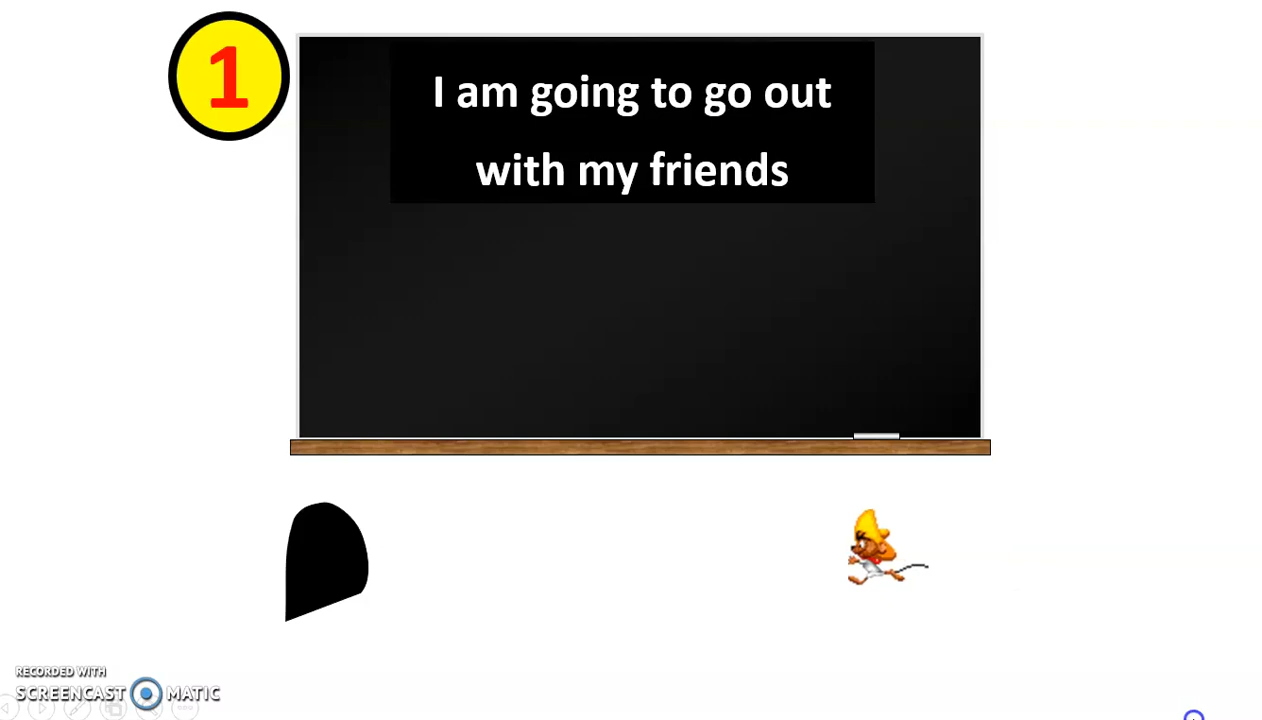 1
I am going to go out
with my friends
RECORDED WITH
SCREENCAST MATIC